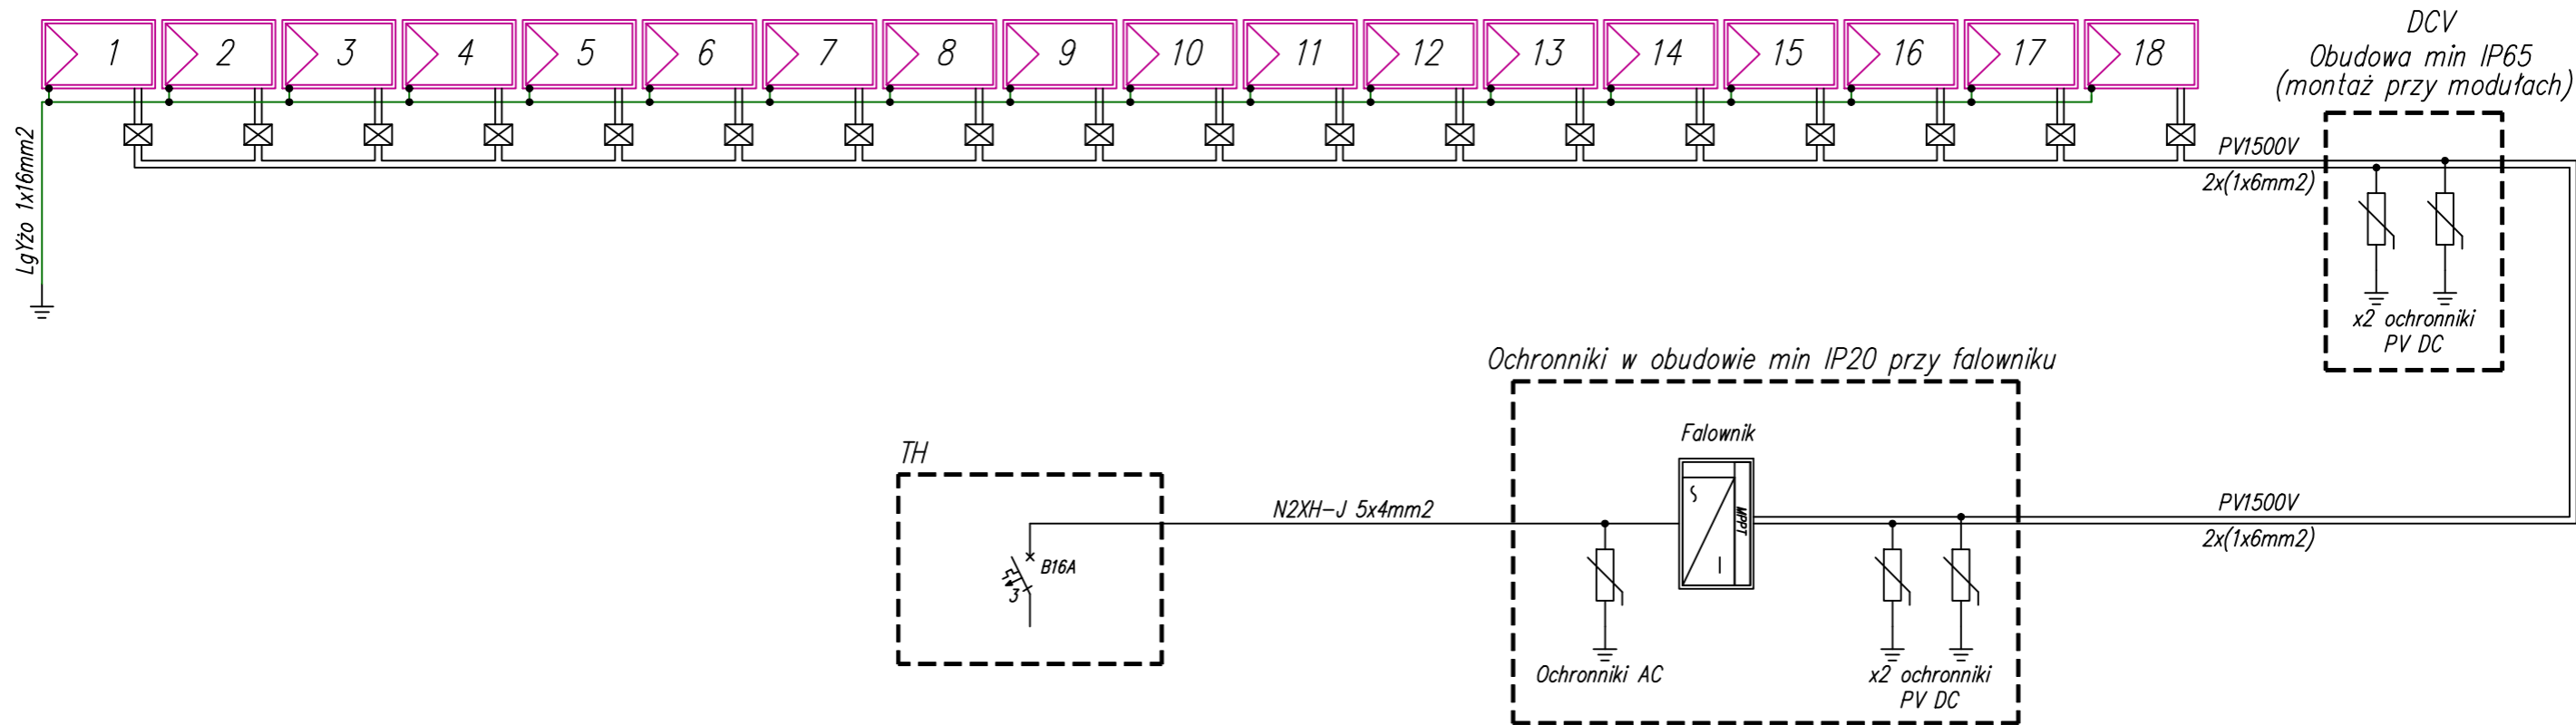 1 2 3 4 5 6 7 8 9 10 11 12 13 14 15 16 17 18
DCV
Obudowa min IP65
(montaż przy modułach)
LgYżo 1x16mm2
PV1500V
2x(1x6mm2)
x2 ochronniki
PV DC
Ochronniki w obudowie min IP20 przy falowniku
Falownik
MPPT
TH
N2XH-J 5x4mm2
B16A
3
PV1500V
2x(1x6mm2)
Ochronniki AC
x2 ochronniki
PV DC